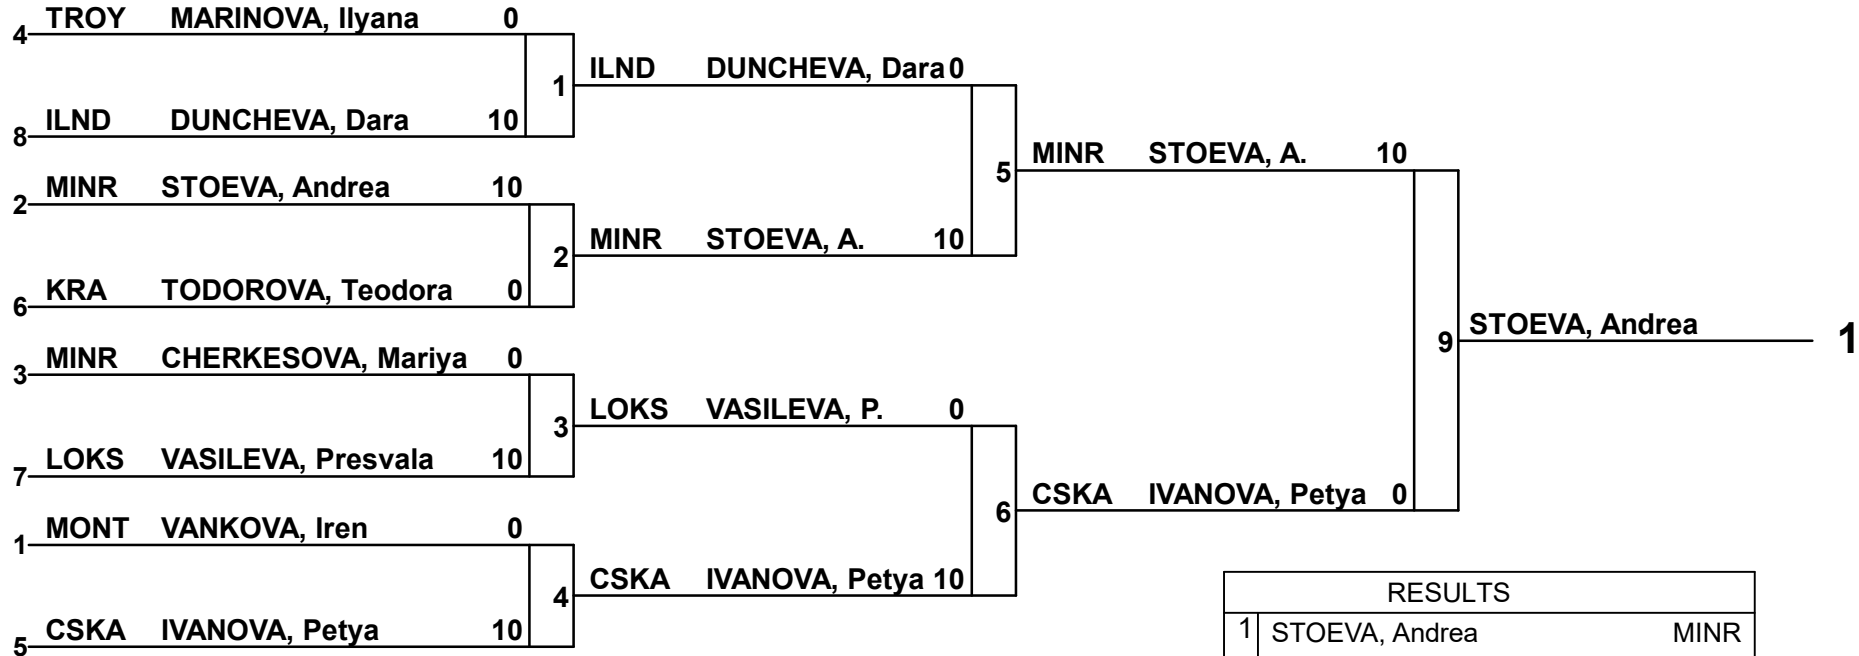 4 TROY MARINOVA, Ilyana 0
8 ILND DUNCHEVA, Dara 10
1
2 MINR STOEVA, Andrea 10
6 KRA TODOROVA, Teodora 0
2
3 MINR CHERKESOVA, Mariya 0
7 LOKS VASILEVA, Presvala 10
3
1 MONT VANKOVA, Iren 0
5 CSKA IVANOVA, Petya 10
4
ILND DUNCHEVA, Dara 0
MINR STOEVA, A. 10
5
LOKS VASILEVA, P. 0
CSKA IVANOVA, Petya 10
6
MINR STOEVA, A. 10
CSKA IVANOVA, Petya 0
9
STOEVA, Andrea 1
RESULTS
1 STOEVA, Andrea MINR